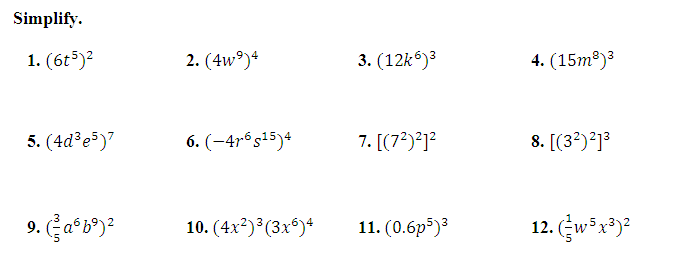 Simplify.
1. (6t⁵)² 2. (4w⁹)⁴ 3. (12k⁶)³ 4. (15m⁸)³
5. (4d³e⁵)⁷ 6. (−4r⁶s¹⁵)⁴ 7. [(7²)²]² 8. [(3²)²]³
9. (3/5 a⁶b⁹)² 10. (4x²)³(3x⁶)⁴ 11. (0.6p⁵)³ 12. (1/5 w⁵x³)²